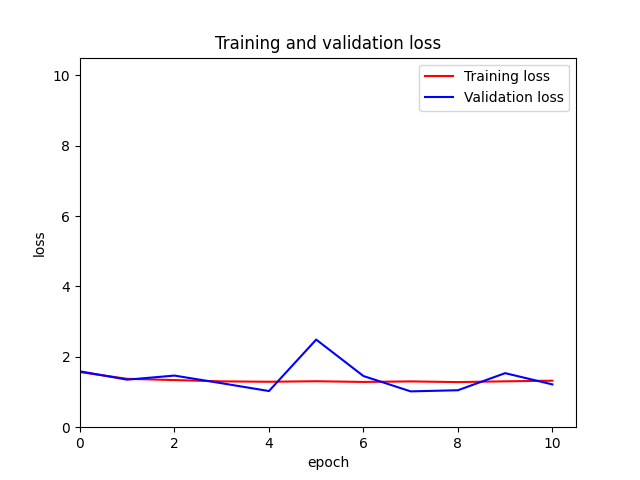 Training and validation loss
Training loss
Validation loss
10
8
6
4
2
0
loss
0 2 4 6 8 10
epoch